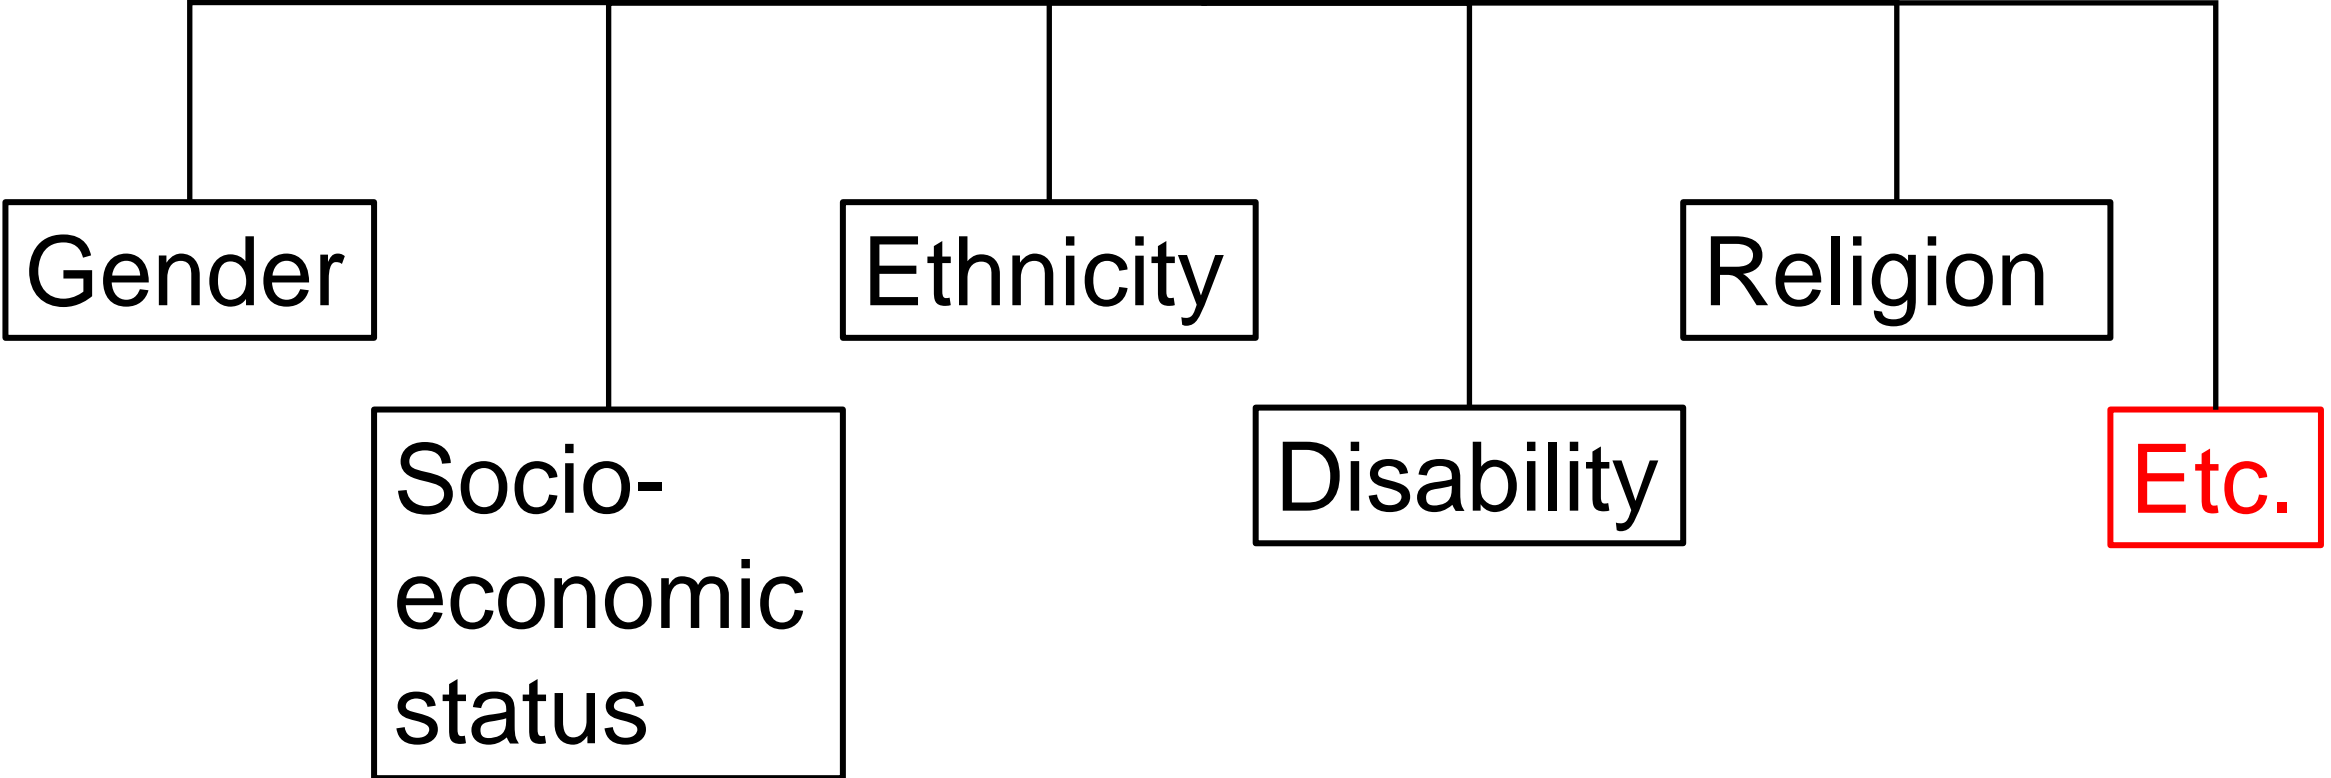 Gender
Socio-
economic
status
Ethnicity
Disability
Religion
Etc.